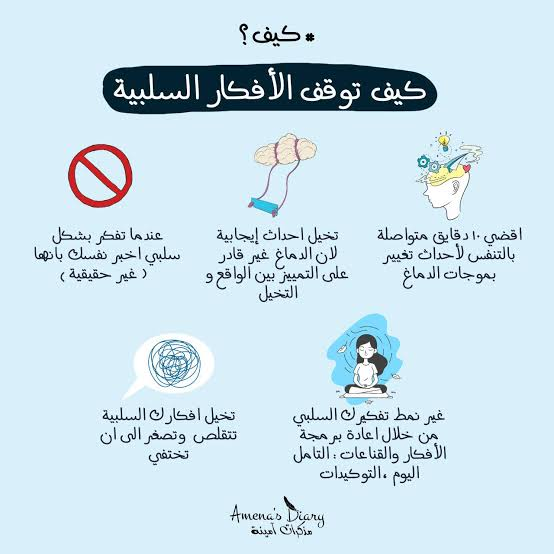 # كيف ؟
كيف توقف الأفكار السلبية
اقضي ١٠ دقايق متواصلة
بالتنفس لأحداث تغيير
بموجات الدماغ
تخيل احداث إيجابية
لان الدماغ غير قادر
على التمييز بين الواقع و
التخيل
عندما تفكر بشكل
سلبي اخبر نفسك بأنها
( غير حقيقية )
غير نمط تفكيرك السلبي
من خلال اعادة برمجة
الأفكار والقناعات : التامل
اليوم ، التوكيدات
تخيل افكارك السلبية
تتقلص وتصغر الى ان
تختفي
Amena's Diary
مذكرات آمينة